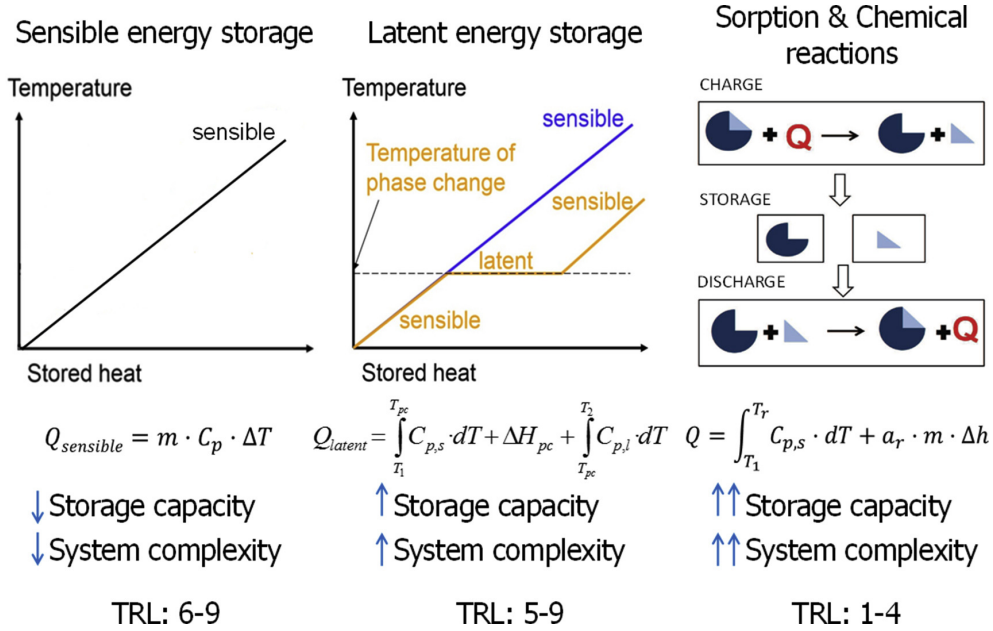 Sensible energy storage
Temperature
sensible
Stored heat
Q_sensible = m · C_p · ΔT
↓ Storage capacity
↓ System complexity
TRL: 6-9
Latent energy storage
Temperature
sensible
Temperature of
phase change
sensible
latent
sensible
Stored heat
Q_latent = ∫_{T_1}^{T_pc} C_{p,s}·dT + ΔH_pc + ∫_{T_pc}^{T_2} C_{p,l}·dT
↑ Storage capacity
↑ System complexity
TRL: 5-9
Sorption & Chemical
reactions
CHARGE
+ Q → +
STORAGE
DISCHARGE
+ → +Q
Q = ∫_{T_1}^{T_r} C_{p,s} · dT + a_r · m · Δh
↑↑ Storage capacity
↑↑ System complexity
TRL: 1-4